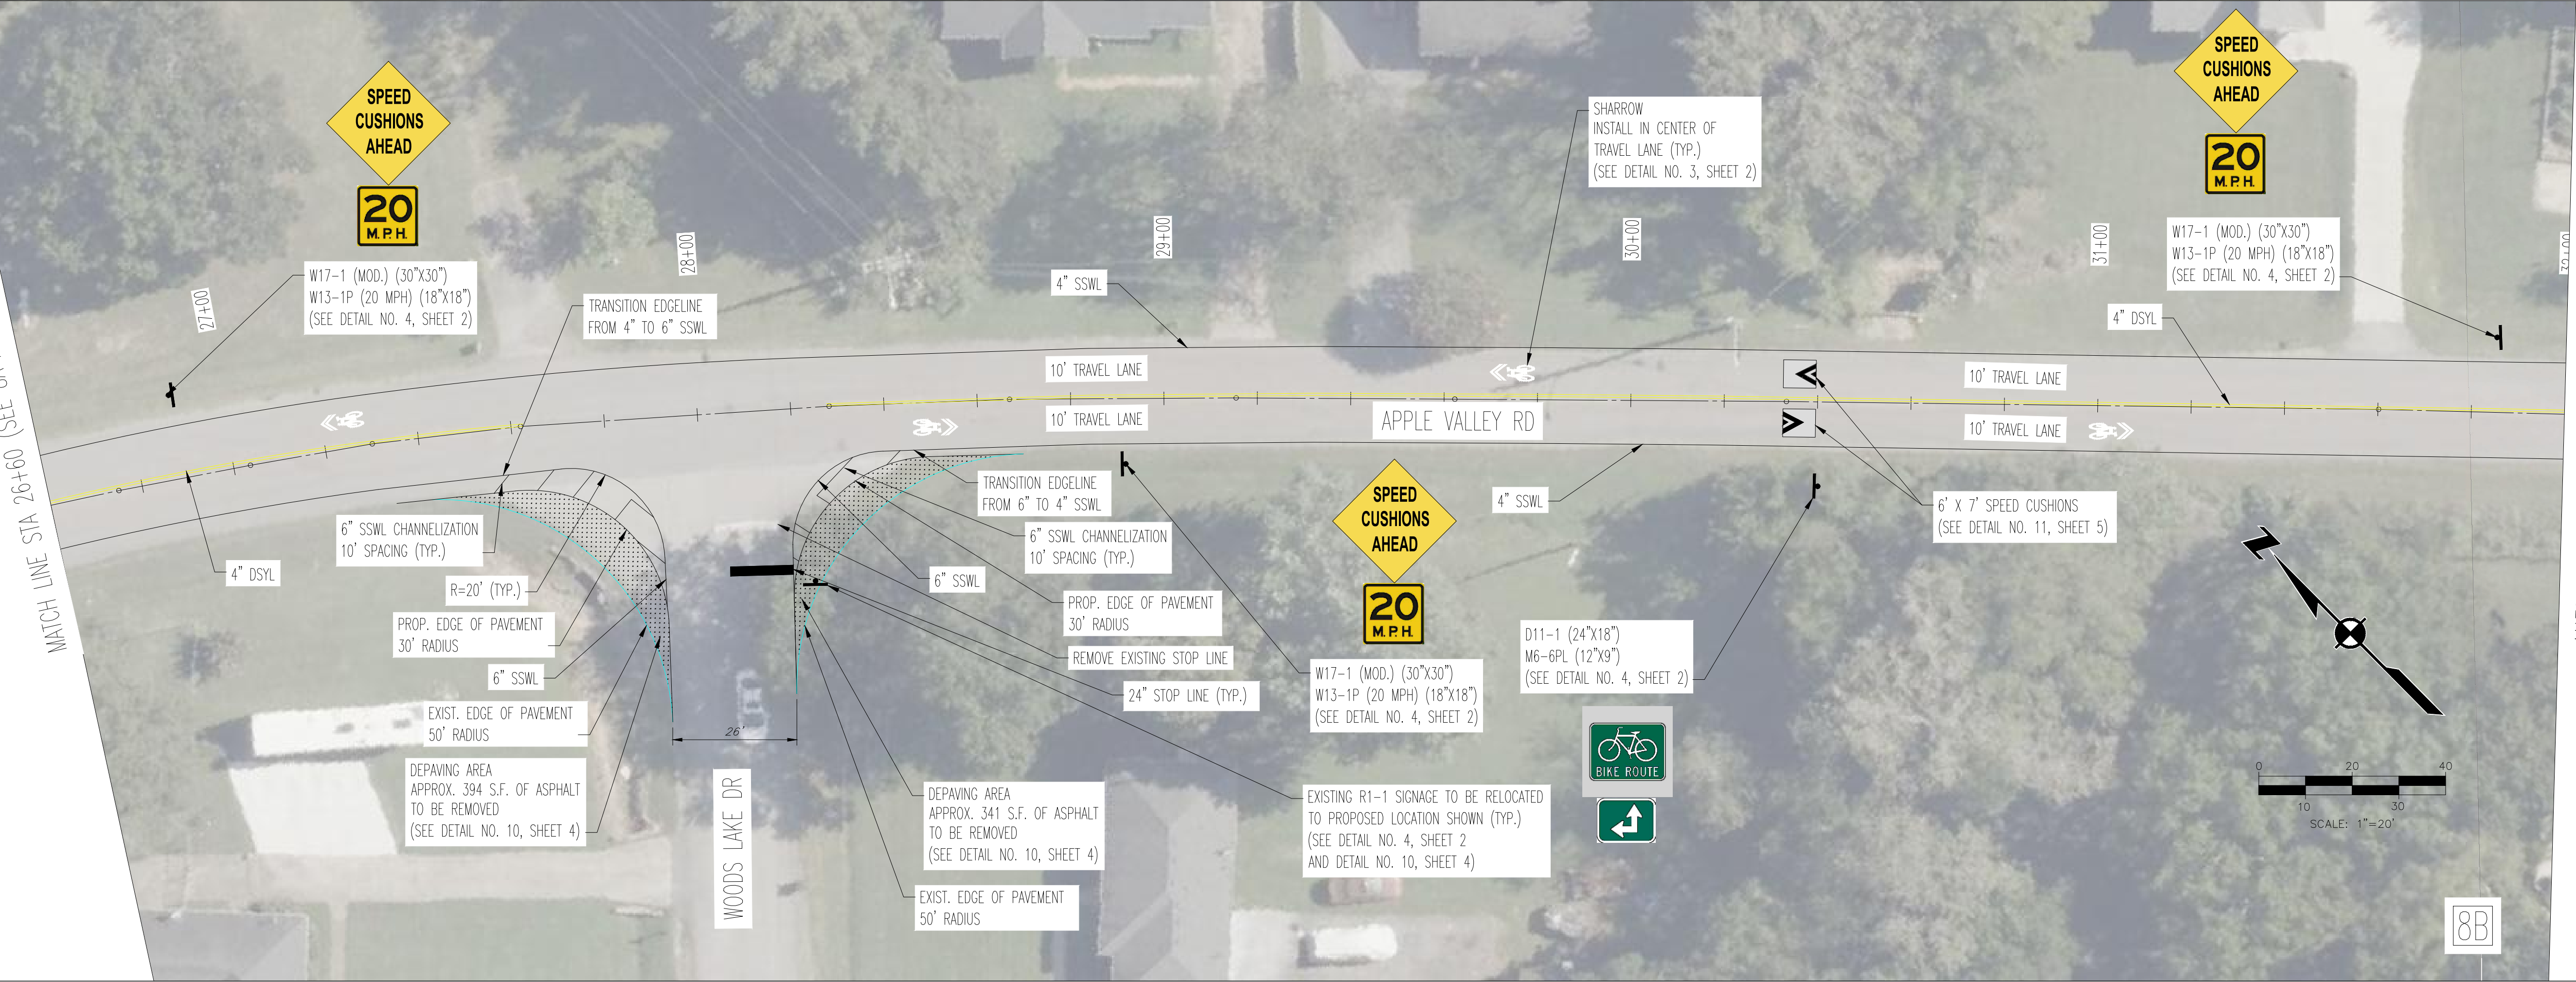 SPEED
CUSHIONS
AHEAD
20
M.P.H.
W17-1 (MOD.) (30"X30")
W13-1P (20 MPH) (18"X18")
(SEE DETAIL NO. 4, SHEET 2)
27+00
TRANSITION EDGELINE
FROM 4" TO 6" SSWL
28+00
29+00
4" SSWL
SHARROW
INSTALL IN CENTER OF
TRAVEL LANE (TYP.)
(SEE DETAIL NO. 3, SHEET 2)
30+00
31+00
SPEED
CUSHIONS
AHEAD
20
M.P.H.
W17-1 (MOD.) (30"X30")
W13-1P (20 MPH) (18"X18")
(SEE DETAIL NO. 4, SHEET 2)
4" DSYL
10' TRAVEL LANE
10' TRAVEL LANE
APPLE VALLEY RD
10' TRAVEL LANE
10' TRAVEL LANE
MATCH LINE STA 26+60 (SEE
4" DSYL
6" SSWL CHANNELIZATION
10' SPACING (TYP.)
R=20' (TYP.)
PROP. EDGE OF PAVEMENT
30' RADIUS
6" SSWL
EXIST. EDGE OF PAVEMENT
50' RADIUS
DEPAVING AREA
APPROX. 394 S.F. OF ASPHALT
TO BE REMOVED
(SEE DETAIL NO. 10, SHEET 4)
26'
WOODS LAKE DR
TRANSITION EDGELINE
FROM 6" TO 4" SSWL
6" SSWL CHANNELIZATION
10' SPACING (TYP.)
6" SSWL
PROP. EDGE OF PAVEMENT
30' RADIUS
REMOVE EXISTING STOP LINE
24" STOP LINE (TYP.)
DEPAVING AREA
APPROX. 341 S.F. OF ASPHALT
TO BE REMOVED
(SEE DETAIL NO. 10, SHEET 4)
EXIST. EDGE OF PAVEMENT
50' RADIUS
SPEED
CUSHIONS
AHEAD
20
M.P.H.
W17-1 (MOD.) (30"X30")
W13-1P (20 MPH) (18"X18")
(SEE DETAIL NO. 4, SHEET 2)
EXISTING R1-1 SIGNAGE TO BE RELOCATED
TO PROPOSED LOCATION SHOWN (TYP.)
(SEE DETAIL NO. 4, SHEET 2
AND DETAIL NO. 10, SHEET 4)
4" SSWL
D11-1 (24"X18")
M6-6PL (12"X9")
(SEE DETAIL NO. 4, SHEET 2)
BIKE ROUTE
6' X 7' SPEED CUSHIONS
(SEE DETAIL NO. 11, SHEET 5)
N
0 20 40
10 30
SCALE: 1"=20'
8B